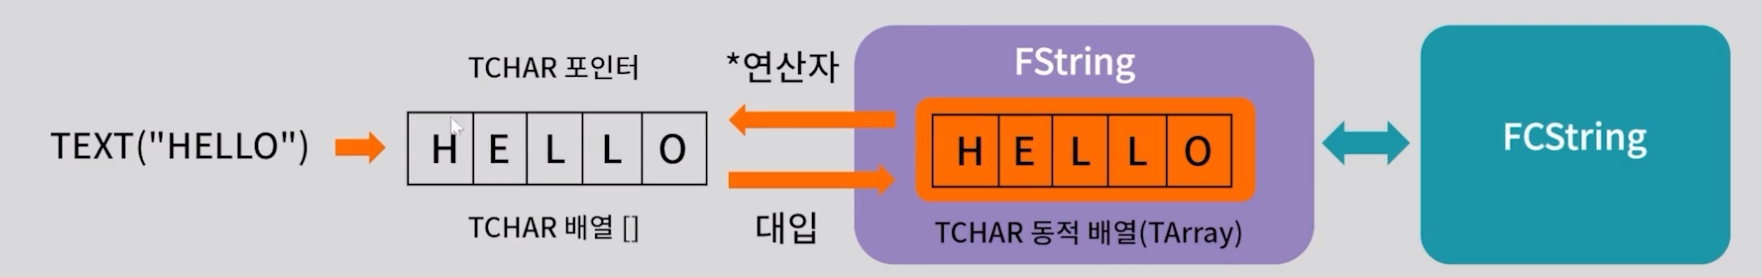 TEXT("HELLO")
TCHAR 포인터
H E L L O
TCHAR 배열 []
*연산자
대입
FString
H E L L O
TCHAR 동적 배열(TArray)
FCString